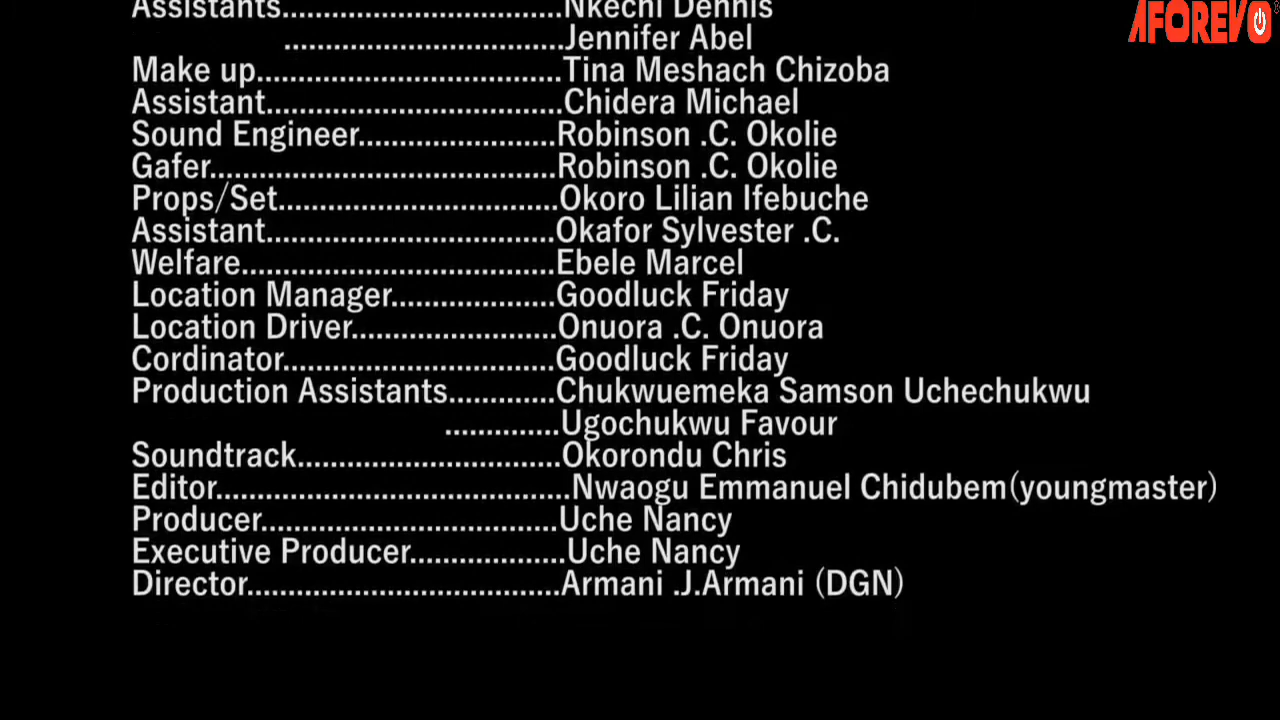 Assistants..................................Nkechi Dennis
AFOREVO
..................................Jennifer Abel
Make up.....................................Tina Meshach Chizoba
Assistant....................................Chidera Michael
Sound Engineer........................Robinson .C. Okolie
Gafer..........................................Robinson .C. Okolie
Props/Set..................................Okoro Lilian Ifebuche
Assistant...................................Okafor Sylvester .C.
Welfare......................................Ebele Marcel
Location Manager....................Goodluck Friday
Location Driver.........................Onuora .C. Onuora
Cordinator.................................Goodluck Friday
Production Assistants.............Chukwuemeka Samson Uchechukwu
..............Ugochukwu Favour
Soundtrack................................Okorondu Chris
Editor...........................................Nwaogu Emmanuel Chidubem(youngmaster)
Producer....................................Uche Nancy
Executive Producer...................Uche Nancy
Director......................................Armani .J.Armani (DGN)